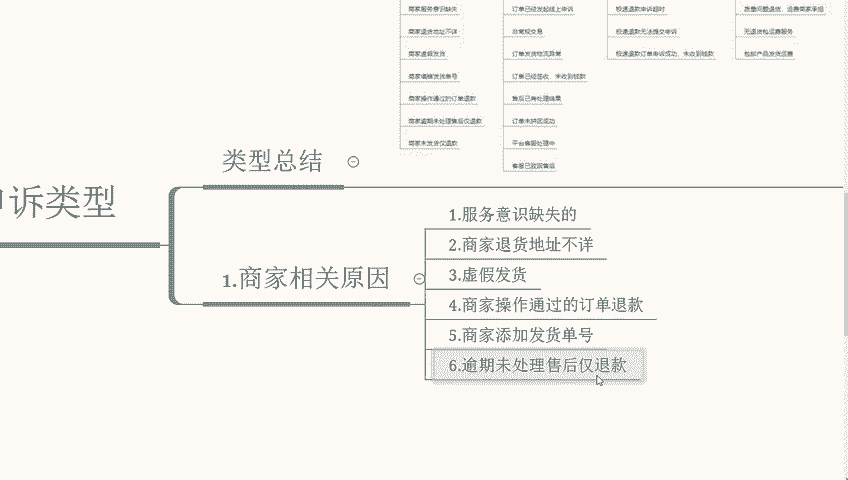 商家服务意识缺失
商家退货地址不详
商家虚假发货
商家填错发货单号
商家操作通过的订单退款
商家逾期未处理售后仅退款
商家未发货仅退款
订单已经发起线上申诉
非常规交易
订单发货物流异常
订单已经签收,未收到钱款
售后已有处理结果
订单未拼团成功
平台客服处理中
客服已驳回售后
极速退款申诉超时
极速退款无法提交申诉
极速退款订单申诉成功,未收到钱款
质量问题退货,运费商家承担
无退货包运费服务
包邮产品发货运费
类型总结
诉类型
1.商家相关原因
1.服务意识缺失的
2.商家退货地址不详
3.虚假发货
4.商家操作通过的订单退款
5.商家添加发货单号
6.逾期未处理售后仅退款